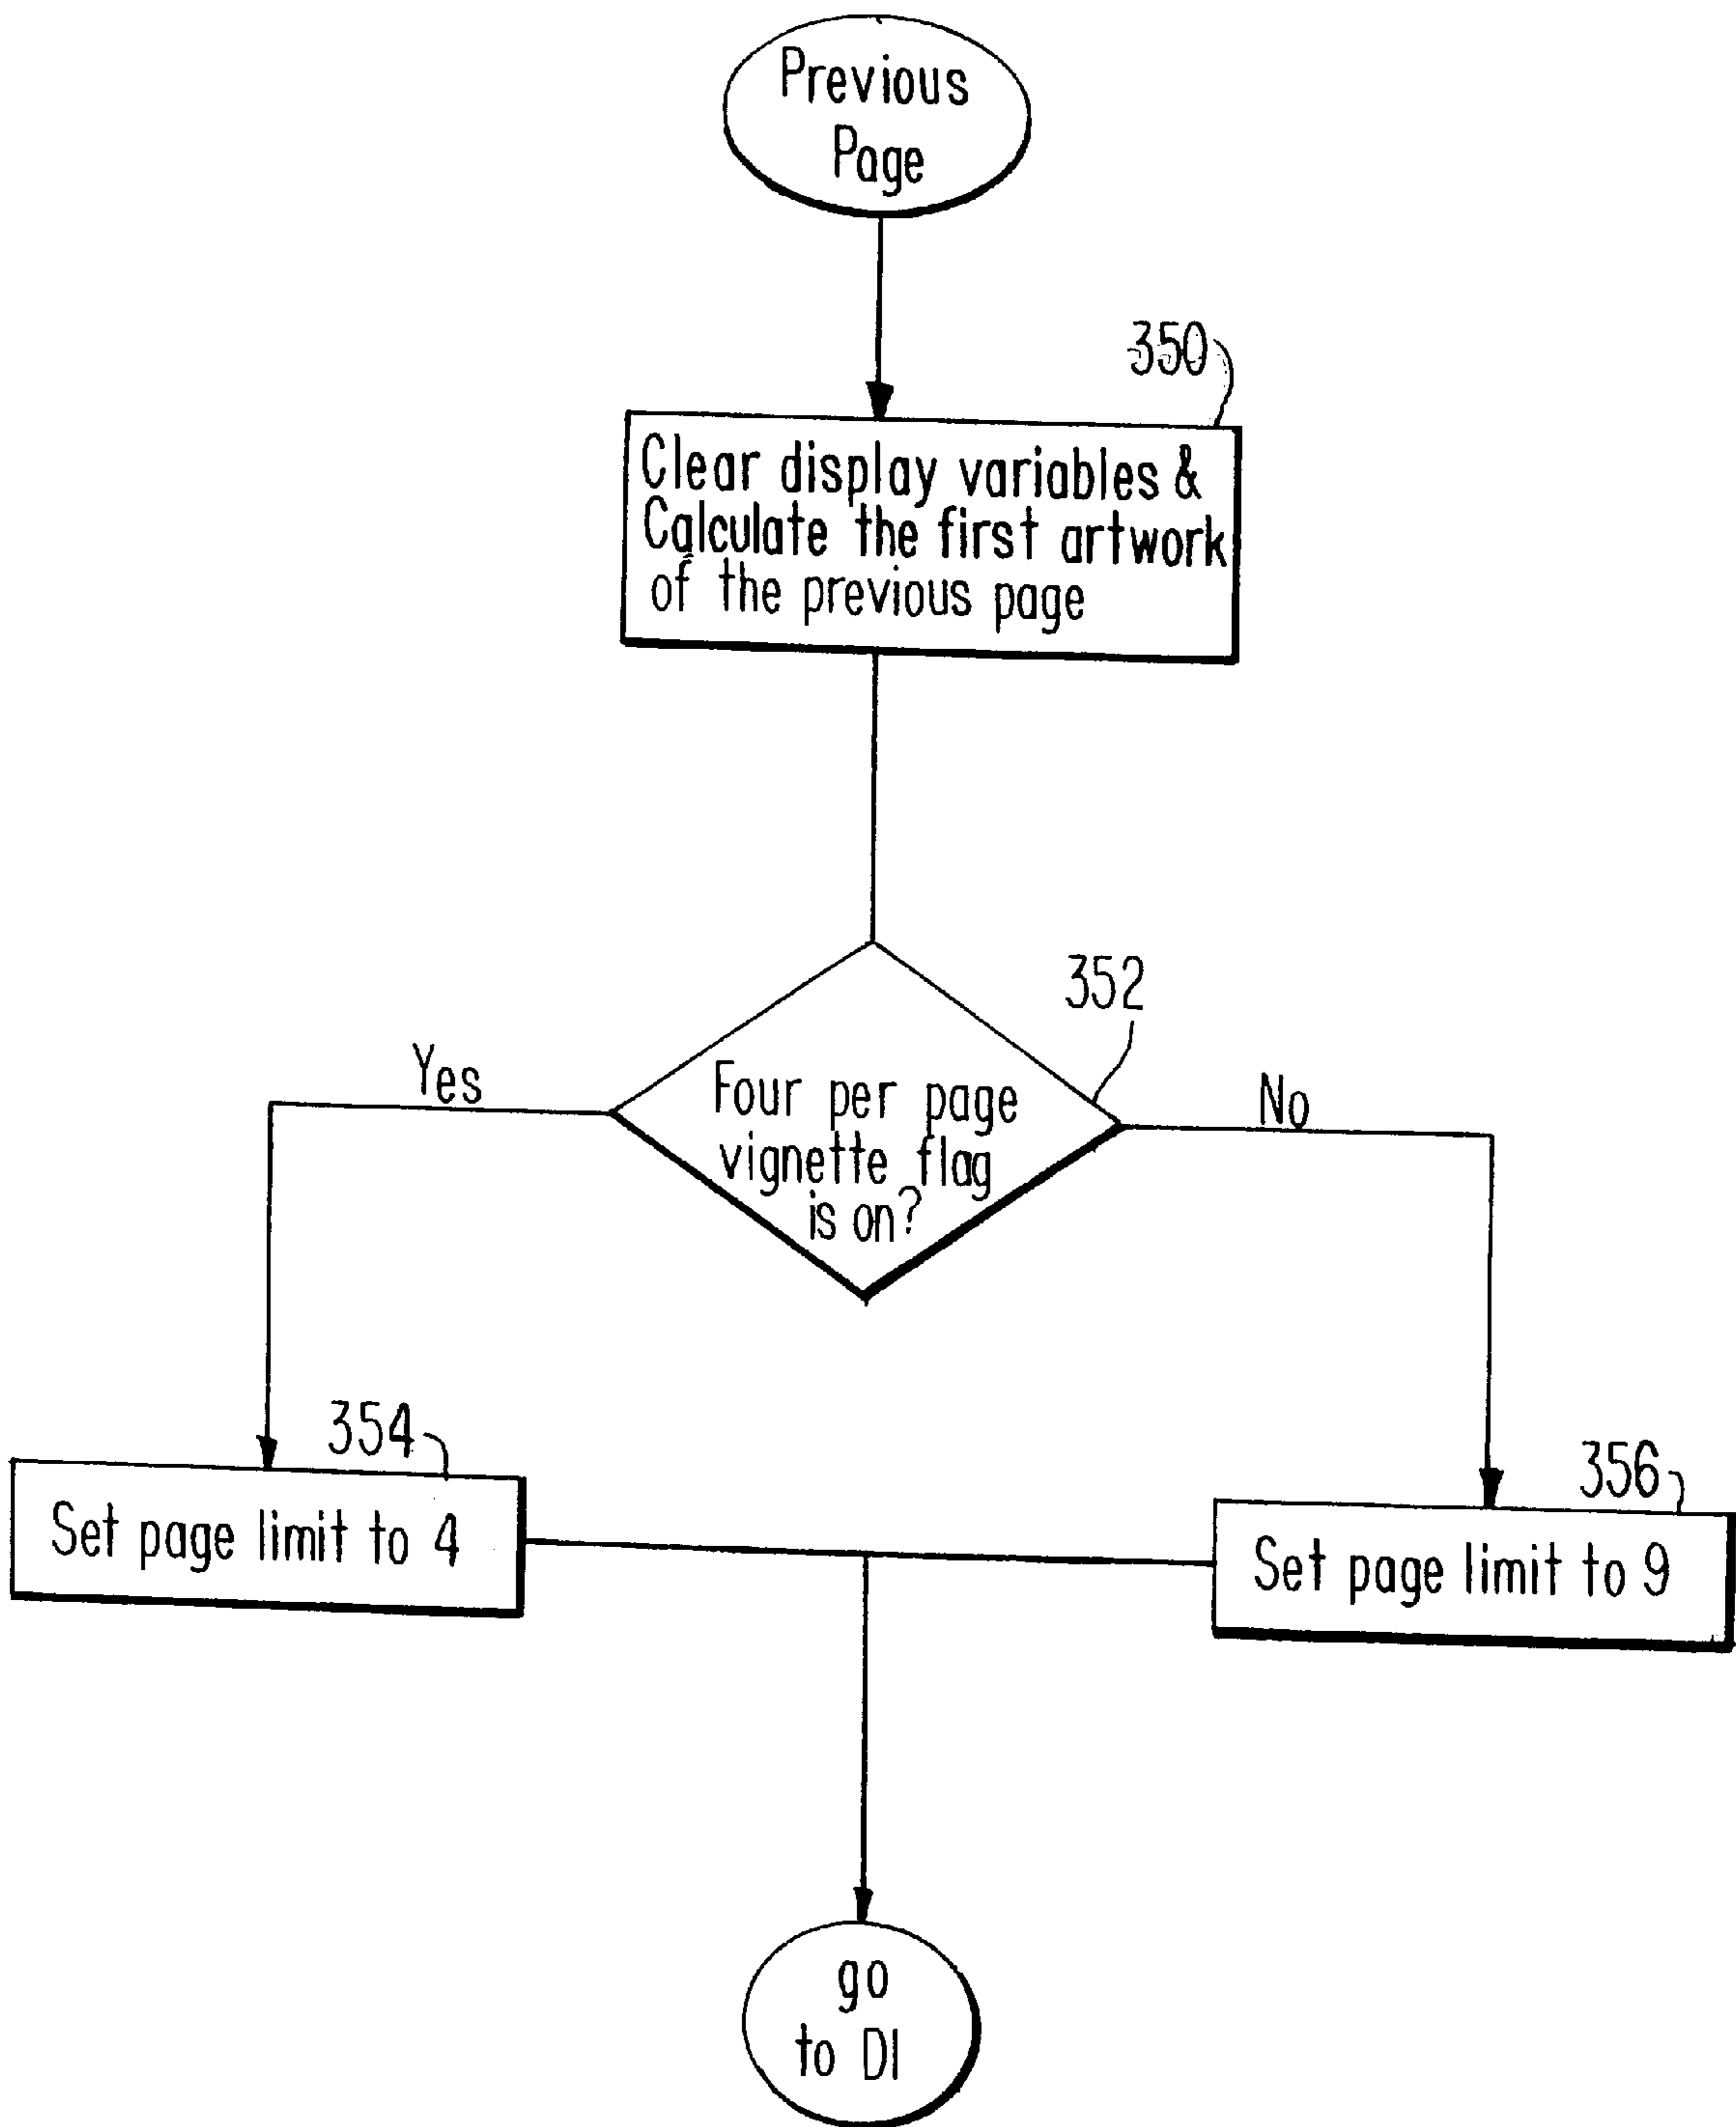 Previous
Page
350
Clear display variables &
Calculate the first artwork
of the previous page
352
Yes
No
Four per page
vignette flag
is on?
354
356
Set page limit to 4
Set page limit to 9
go
to D1